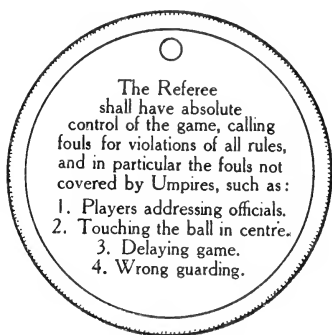 The Referee
shall have absolute
control of the game, calling
fouls for violations of all rules,
and in particular the fouls not
covered by Umpires, such as:
1. Players addressing officials.
2. Touching the ball in centre.
3. Delaying game.
4. Wrong guarding.